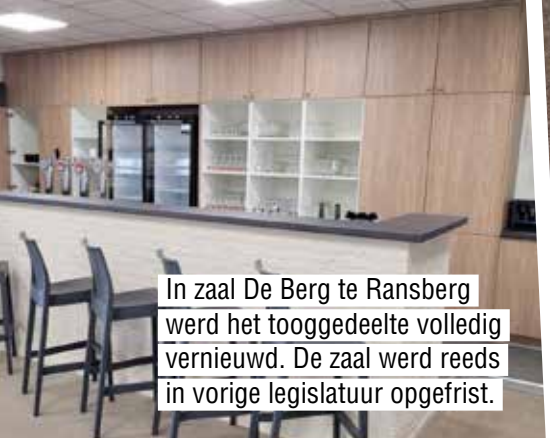 In zaal De Berg te Ransberg
werd het tooggedeelte volledig
vernieuwd. De zaal werd reeds
in vorige legislatuur opgefrist.